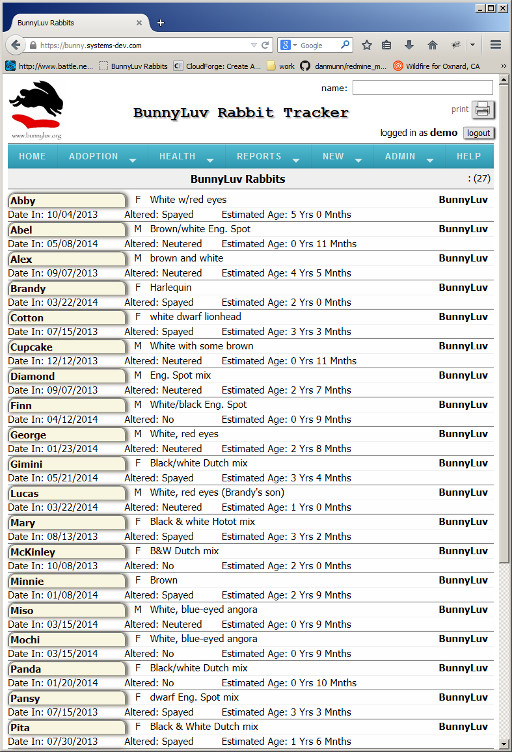 BunnyLuv Rabbits
https://bunny.systems-dev.com
Google
http://www.battle.ne...
BunnyLuv Rabbits
CloudForge: Create A...
work
danmunn/redmine_m...
Wildfire for Oxnard, CA
name:
BunnyLuv Rabbit Tracker
print
www.bunnyluv.org
logged in as demo
logout
HOME ADOPTION HEALTH REPORTS NEW ADMIN HELP
BunnyLuv Rabbits : (27)
Abby F White w/red eyes BunnyLuv
Date In: 10/04/2013 Altered: Spayed Estimated Age: 5 Yrs 0 Mnths
Abel M Brown/white Eng. Spot BunnyLuv
Date In: 05/08/2014 Altered: Neutered Estimated Age: 0 Yrs 11 Mnths
Alex M brown and white BunnyLuv
Date In: 09/07/2013 Altered: Neutered Estimated Age: 4 Yrs 5 Mnths
Brandy F Harlequin BunnyLuv
Date In: 03/22/2014 Altered: Spayed Estimated Age: 2 Yrs 0 Mnths
Cotton F white dwarf lionhead BunnyLuv
Date In: 07/15/2013 Altered: Spayed Estimated Age: 3 Yrs 3 Mnths
Cupcake M White with some brown BunnyLuv
Date In: 12/12/2013 Altered: Neutered Estimated Age: 0 Yrs 11 Mnths
Diamond M Eng. Spot mix BunnyLuv
Date In: 09/07/2013 Altered: Neutered Estimated Age: 2 Yrs 7 Mnths
Finn M White/black Eng. Spot BunnyLuv
Date In: 04/12/2014 Altered: No Estimated Age: 0 Yrs 9 Mnths
George M White, red eyes BunnyLuv
Date In: 01/23/2014 Altered: Neutered Estimated Age: 2 Yrs 8 Mnths
Gimini F Black/white Dutch mix BunnyLuv
Date In: 05/21/2014 Altered: Spayed Estimated Age: 3 Yrs 4 Mnths
Lucas M White, red eyes (Brandy's son) BunnyLuv
Date In: 03/22/2014 Altered: Neutered Estimated Age: 1 Yrs 0 Mnths
Mary F Black & white Hotot mix BunnyLuv
Date In: 08/13/2013 Altered: Spayed Estimated Age: 3 Yrs 2 Mnths
McKinley F B&W Dutch mix BunnyLuv
Date In: 10/08/2013 Altered: No Estimated Age: 2 Yrs 0 Mnths
Minnie F Brown BunnyLuv
Date In: 01/08/2014 Altered: Spayed Estimated Age: 2 Yrs 9 Mnths
Miso M White, blue-eyed angora BunnyLuv
Date In: 03/15/2014 Altered: Neutered Estimated Age: 0 Yrs 9 Mnths
Mochi F White, blue-eyed angora BunnyLuv
Date In: 03/15/2014 Altered: No Estimated Age: 0 Yrs 9 Mnths
Panda F Black/white Dutch mix BunnyLuv
Date In: 01/20/2014 Altered: No Estimated Age: 0 Yrs 10 Mnths
Pansy F dwarf Eng. Spot mix BunnyLuv
Date In: 07/15/2013 Altered: Spayed Estimated Age: 3 Yrs 3 Mnths
Pita F Black & White Dutch mix BunnyLuv
Date In: 07/30/2013 Altered: Spayed Estimated Age: 1 Yrs 6 Mnths